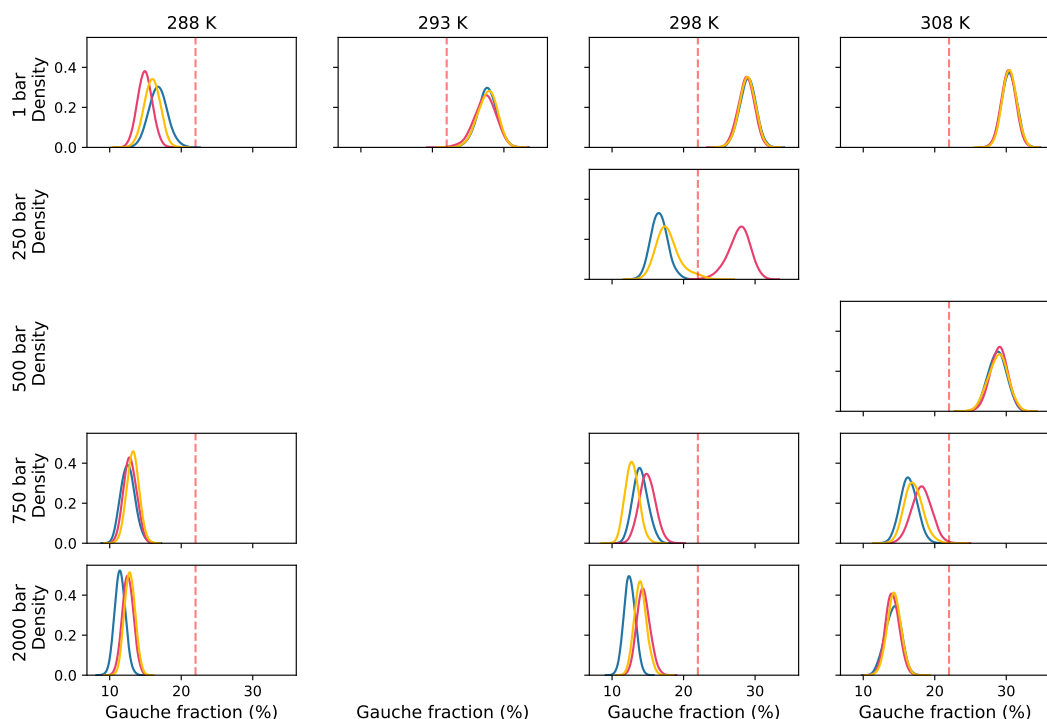 288 K 293 K 298 K 308 K
1 bar
Density
0.4
0.2
0.0
250 bar
Density
500 bar
Density
750 bar
Density
0.4
0.2
0.0
2000 bar
Density
0.4
0.2
0.0
10 20 30 10 20 30 10 20 30
Gauche fraction (%) Gauche fraction (%) Gauche fraction (%) Gauche fraction (%)